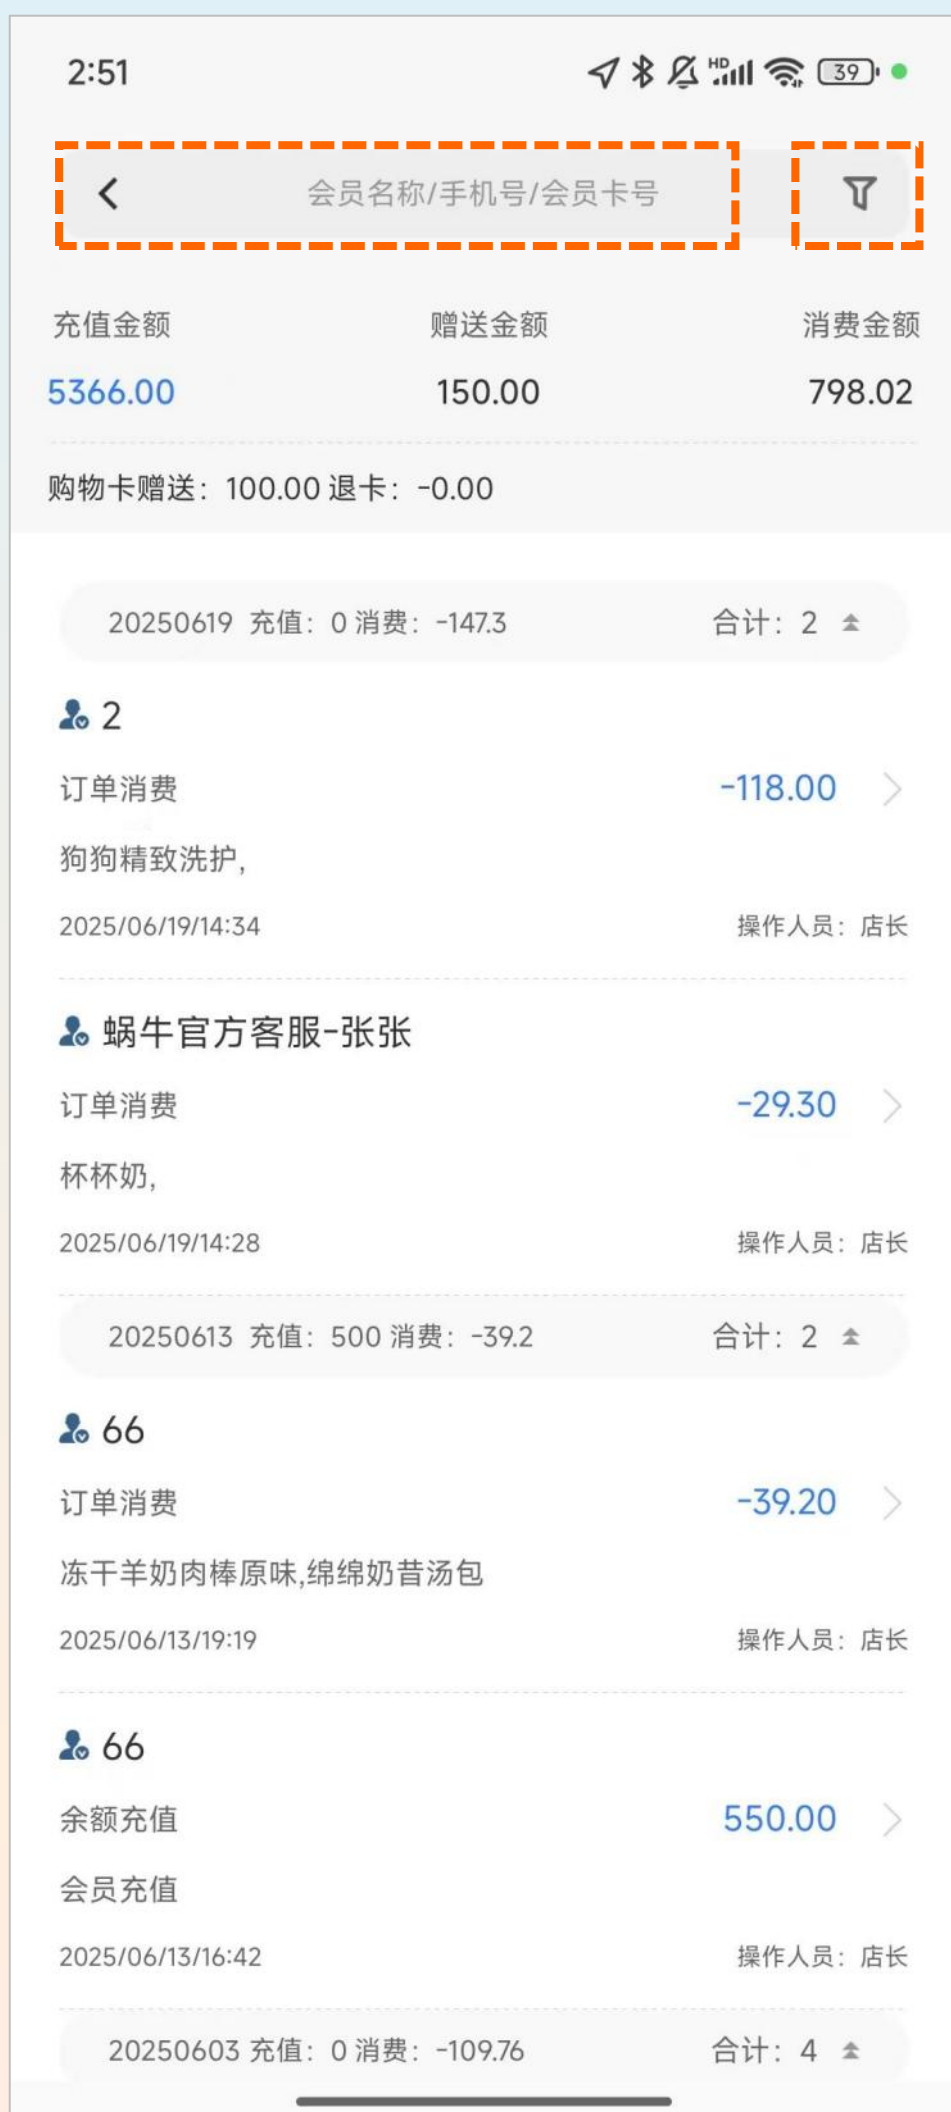 2:51 HD 39
会员名称/手机号/会员卡号
充值金额 赠送金额 消费金额
5366.00 150.00 798.02
购物卡赠送：100.00 退卡：-0.00
20250619 充值：0 消费：-147.3 合计：2
2
订单消费 -118.00
狗狗精致洗护,
2025/06/19/14:34 操作人员：店长
蜗牛官方客服-张张
订单消费 -29.30
杯杯奶,
2025/06/19/14:28 操作人员：店长
20250613 充值：500 消费：-39.2 合计：2
66
订单消费 -39.20
冻干羊奶肉棒原味,绵绵奶昔汤包
2025/06/13/19:19 操作人员：店长
66
余额充值 550.00
会员充值
2025/06/13/16:42 操作人员：店长
20250603 充值：0 消费：-109.76 合计：4